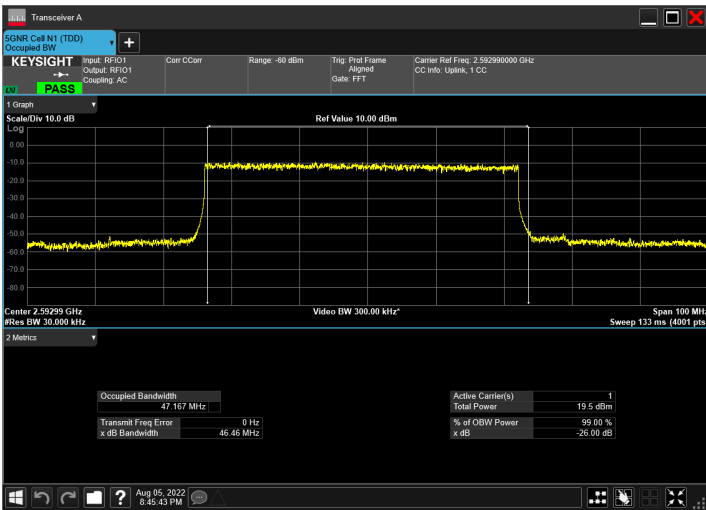 Transceiver A
5GNR Cell N1 (TDD)
Occupied BW
KEYSIGHT
Input: RFIO1
Output: RFIO1
Coupling: AC
Corr CCorr
Range: -60 dBm
Trig: Prot Frame
Aligned
Gate: FFT
Carrier Ref Freq: 2.592990000 GHz
CC Info: Uplink, 1 CC
LXI
PASS
1 Graph
Scale/Div 10.0 dB
Ref Value 10.00 dBm
Log
0.00
-10.0
-20.0
-30.0
-40.0
-50.0
-60.0
-70.0
-80.0
Center 2.59299 GHz
Video BW 300.00 kHz*
Span 100 MHz
#Res BW 30.000 kHz
Sweep 133 ms (4001 pts
2 Metrics
Occupied Bandwidth
47.167 MHz
Transmit Freq Error 0 Hz
x dB Bandwidth 46.46 MHz
Active Carrier(s) 1
Total Power 19.5 dBm
% of OBW Power 99.00 %
x dB -26.00 dB
?
Aug 05, 2022
8:45:43 PM